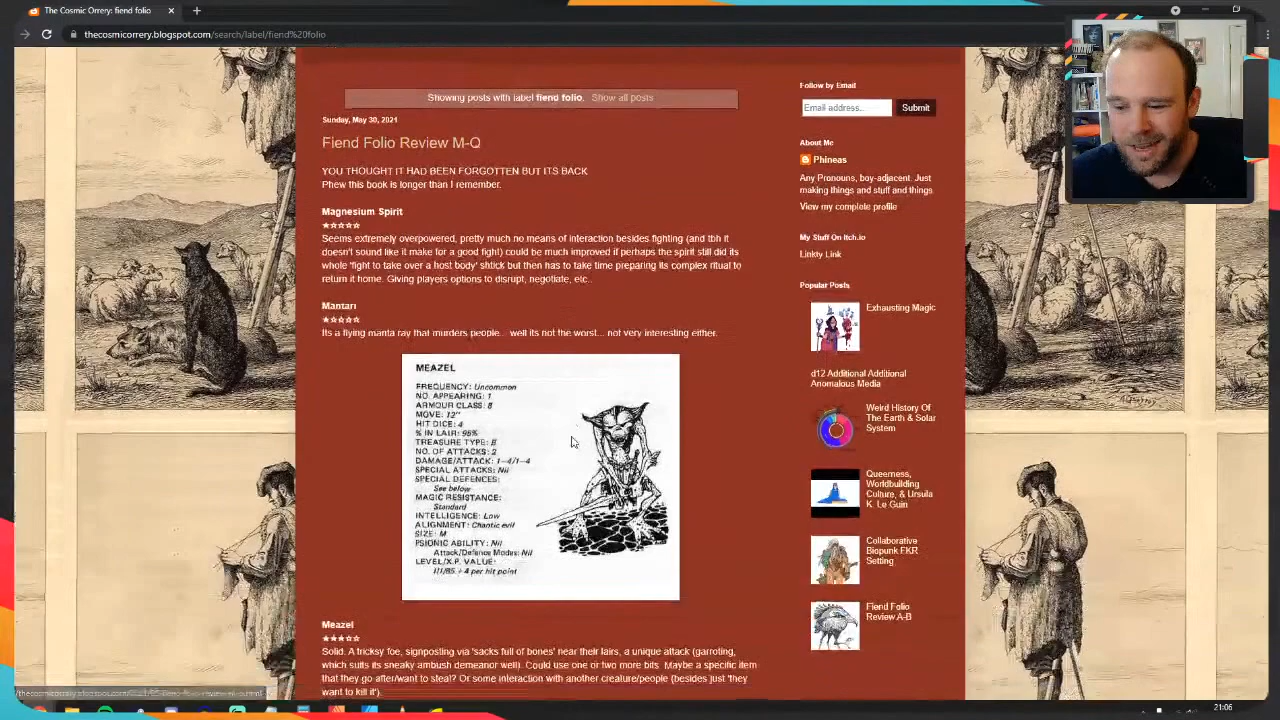 The Cosmic Orrery: fiend folio
thecosmicorrery.blogspot.com/search/label/fiend%20folio
Showing posts with label fiend folio. Show all posts
Sunday, May 30, 2021
Fiend Folio Review M-Q
YOU THOUGHT IT HAD BEEN FORGOTTEN BUT ITS BACK
Phew this book is longer than I remember.
Magnesium Spirit
★☆☆☆☆
Seems extremely overpowered, pretty much no means of interaction besides fighting (and tbh it
doesn't sound like it make for a good fight) could be much improved if perhaps the spirit still did its
whole 'fight to take over a host body' shtick but then has to take time preparing its complex ritual to
return it home. Giving players options to disrupt, negotiate, etc..
Mantari
★☆☆☆☆
Its a flying manta ray that murders people... well its not the worst... not very interesting either.
MEAZEL
FREQUENCY: Uncommon
NO. APPEARING: 1
ARMOUR CLASS: 8
MOVE: 12"
HIT DICE: 4
% IN LAIR: 95%
TREASURE TYPE: B
NO. OF ATTACKS: 2
DAMAGE/ATTACK: 1-4/1-4
SPECIAL ATTACKS: Nil
SPECIAL DEFENCES:
See below
MAGIC RESISTANCE:
Standard
INTELLIGENCE: Low
ALIGNMENT: Chaotic evil
SIZE: M
PSIONIC ABILITY: Nil
Attack/Defence Modes: Nil
LEVEL/X.P. VALUE:
III/85 + 4 per hit point
Meazel
★★★☆☆
Solid. A tricksy foe, signposting via 'sacks full of bones' near their lairs, a unique attack (garroting,
which suits its sneaky ambush demeanor well). Could use one or two more bits. Maybe a specific item
that they go after/want to steal? Or some interaction with another creature/people (besides just 'they
want to kill it').
Follow by Email
Email address...
Submit
About Me
Phineas
Any Pronouns, boy-adjacent. Just
making things and stuff and things.
View my complete profile
My Stuff On Itch.io
Linkty Link
Popular Posts
Exhausting Magic
d12 Additional Additional
Anomalous Media
Weird History Of
The Earth & Solar
System
Queerness,
Worldbuilding
Culture, & Ursula
K. Le Guin
Collaborative
Biopunk FKR
Setting
Fiend Folio
Review A-B
21:06